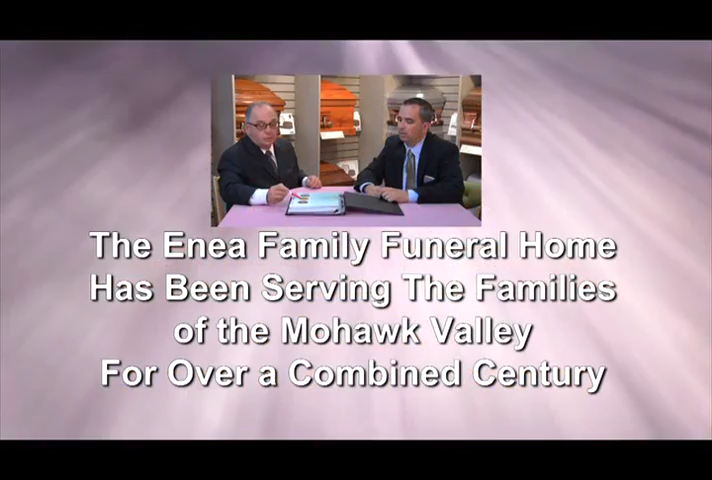 The Enea Family Funeral Home
Has Been Serving The Families
of the Mohawk Valley
For Over a Combined Century